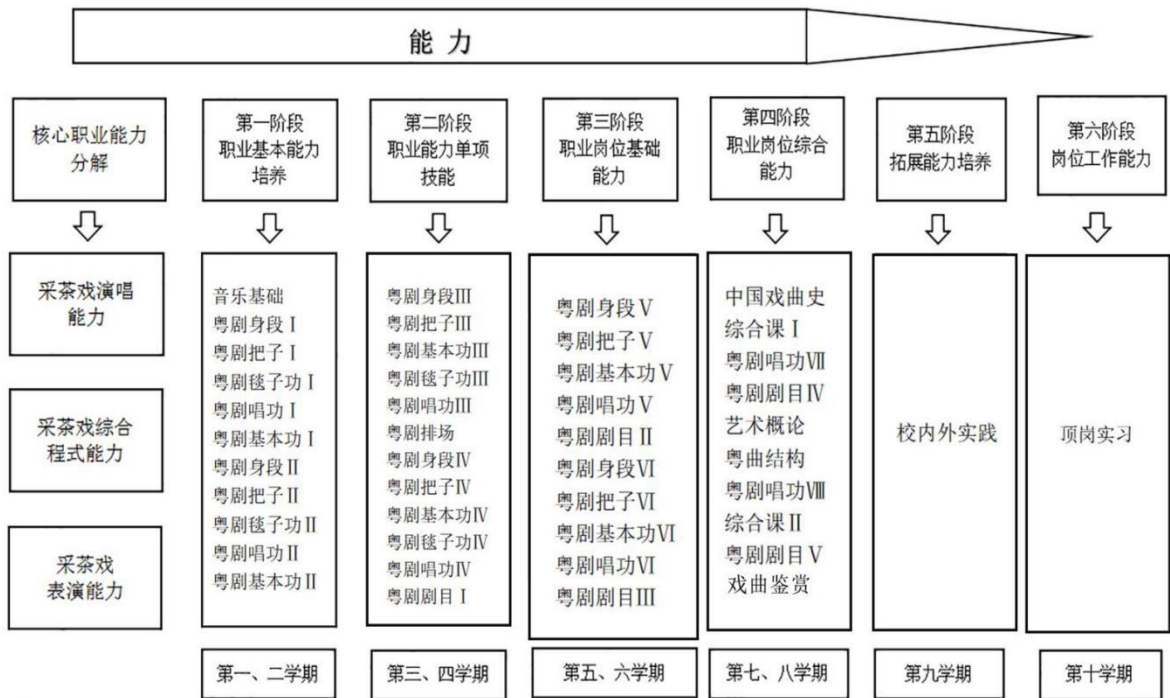 能 力
核心职业能力
分解
第一阶段
职业基本能力
培养
第二阶段
职业能力单项
技能
第三阶段
职业岗位基础
能力
第四阶段
职业岗位综合
能力
第五阶段
拓展能力培养
第六阶段
岗位工作能力
采茶戏演唱
能力
采茶戏综合
程式能力
采茶戏
表演能力
音乐基础
粤剧身段Ⅰ
粤剧把子Ⅰ
粤剧毯子功Ⅰ
粤剧唱功Ⅰ
粤剧基本功Ⅰ
粤剧身段Ⅱ
粤剧把子Ⅱ
粤剧毯子功Ⅱ
粤剧唱功Ⅱ
粤剧基本功Ⅱ
粤剧身段III
粤剧把子III
粤剧基本功III
粤剧毯子功III
粤剧唱功III
粤剧排场
粤剧身段IV
粤剧把子IV
粤剧基本功IV
粤剧毯子功IV
粤剧唱功IV
粤剧剧目Ⅰ
粤剧身段Ⅴ
粤剧把子Ⅴ
粤剧基本功Ⅴ
粤剧唱功Ⅴ
粤剧剧目Ⅱ
粤剧身段VI
粤剧把子VI
粤剧基本功VI
粤剧唱功VI
粤剧剧目III
中国戏曲史
综合课Ⅰ
粤剧唱功Ⅶ
粤剧剧目Ⅳ
艺术概论
粤曲结构
粤剧唱功Ⅷ
综合课Ⅱ
粤剧剧目Ⅴ
戏曲鉴赏
校内外实践
顶岗实习
第一、二学期
第三、四学期
第五、六学期
第七、八学期
第九学期
第十学期